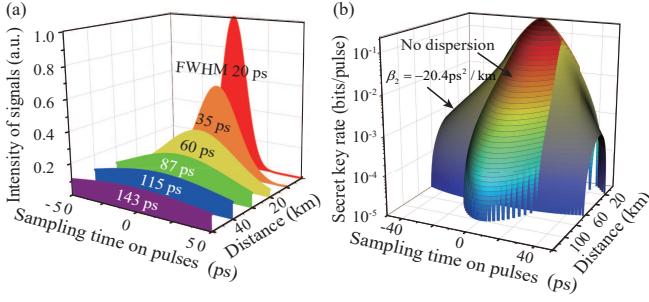 (a)
Intensity of signals (a.u.)
1.0
0.8
0.6
0.4
0.2
FWHM 20 ps
35 ps
60 ps
87 ps
115 ps
143 ps
-50
0
50
Sampling time on pulses (ps)
40
20
Distance (km)
(b)
Secret key rate (bits/pulse)
10⁻¹
10⁻²
10⁻³
10⁻⁴
10⁻⁵
No dispersion
β₂ = −20.4ps² / km
-40
0
40
Sampling time on pulses (ps)
100
60
20
Distance (km)